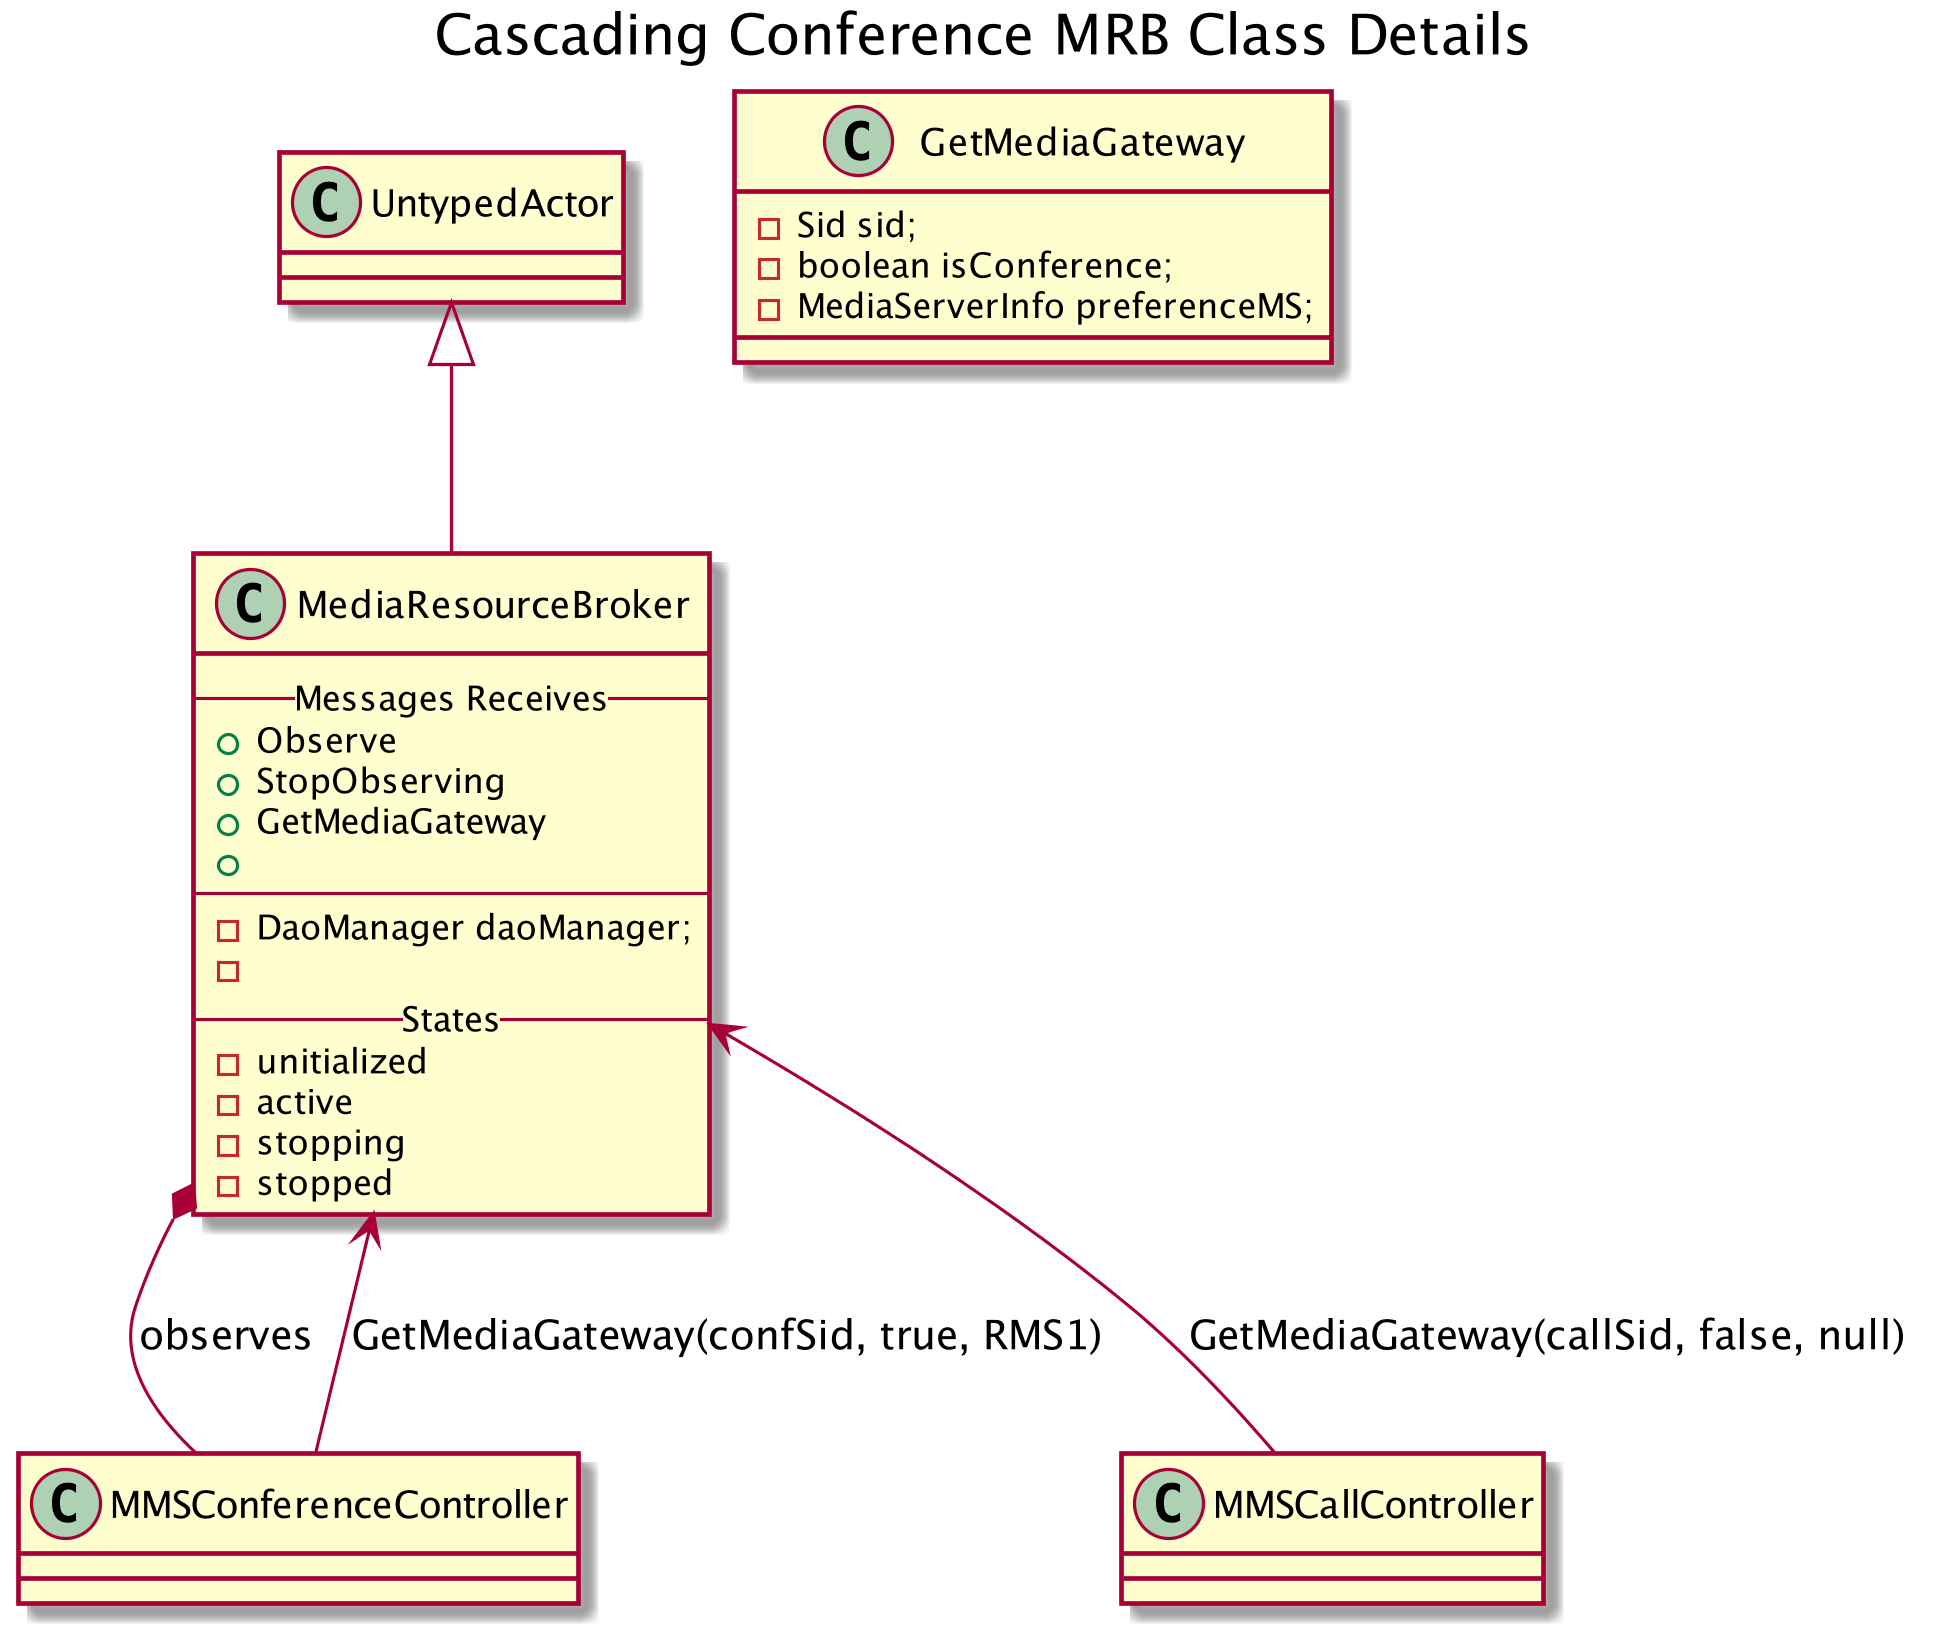 Cascading Conference MRB Class Details
C UntypedActor
C GetMediaGateway
Sid sid;
boolean isConference;
MediaServerInfo preferenceMS;
C MediaResourceBroker
Messages Receives
Observe
StopObserving
GetMediaGateway
DaoManager daoManager;
States
unitialized
active
stopping
stopped
observes
GetMediaGateway(confSid, true, RMS1)
GetMediaGateway(callSid, false, null)
C MMSConferenceController
C MMSCallController